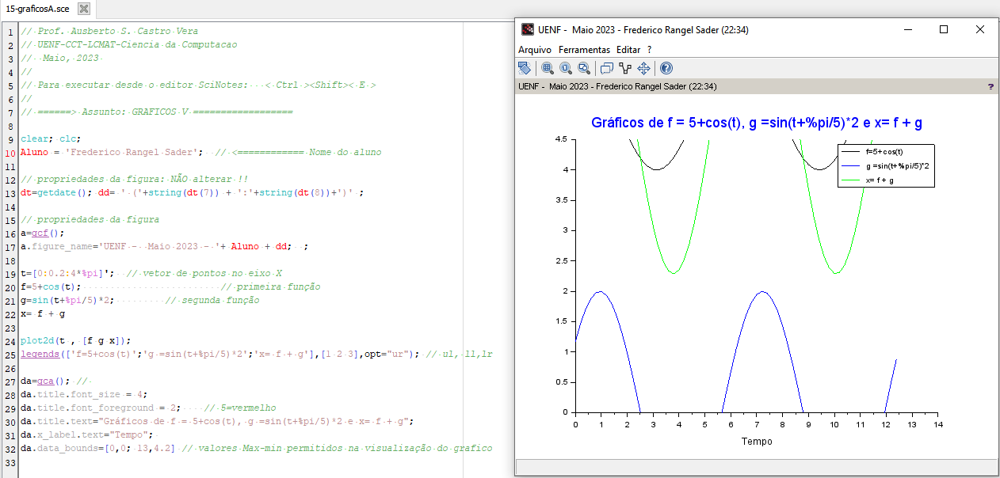 15-graficosA.sce
1 // Prof. Ausberto S. Castro Vera
2 // UENF-CCT-LCMAT-Ciencia da Computacao
3 // Maio, 2023
4 //
5 // Para executar desde o editor SciNotes: < Ctrl ><Shift>< E >
6 //
7 // ======> Assunto: GRAFICOS V ==================
8
9 clear; clc;
10 Aluno = 'Frederico Rangel Sader'; // <============ Nome do aluno
11
12 // propriedades da figura: NÃO alterar !!
13 dt=getdate(); dd= ' ('+string(dt(7)) + ':'+string(dt(8))+')' ;
14
15 // propriedades da figura
16 a=gcf();
17 a.figure_name='UENF - Maio 2023 - '+ Aluno + dd; ;
18
19 t=[0:0.2:4*%pi]'; // vetor de pontos no eixo X
20 f=5+cos(t); // primeira função
21 g=sin(t+%pi/5)*2; // segunda função
22 x= f + g
23
24 plot2d(t , [f g x]);
25 legends(['f=5+cos(t)';'g =sin(t+%pi/5)*2';'x= f + g'],[1 2 3],opt="ur"); // ul, ll,lr
26
27 da=gca(); //
28 da.title.font_size = 4;
29 da.title.font_foreground = 2; // 5=vermelho
30 da.title.text="Gráficos de f = 5+cos(t), g =sin(t+%pi/5)*2 e x= f + g";
31 da.x_label.text="Tempo";
32 da.data_bounds=[0,0; 13,4.2] // valores Max-min permitidos na visualização do grafico
33
UENF - Maio 2023 - Frederico Rangel Sader (22:34)
Arquivo Ferramentas Editar ?
UENF - Maio 2023 - Frederico Rangel Sader (22:34) ?
Gráficos de f = 5+cos(t), g =sin(t+%pi/5)*2 e x= f + g
f=5+cos(t)
g =sin(t+%pi/5)*2
x= f + g
4.5
4
3.5
3
2.5
2
1.5
1
0.5
0
0 1 2 3 4 5 6 7 8 9 10 11 12 13 14
Tempo